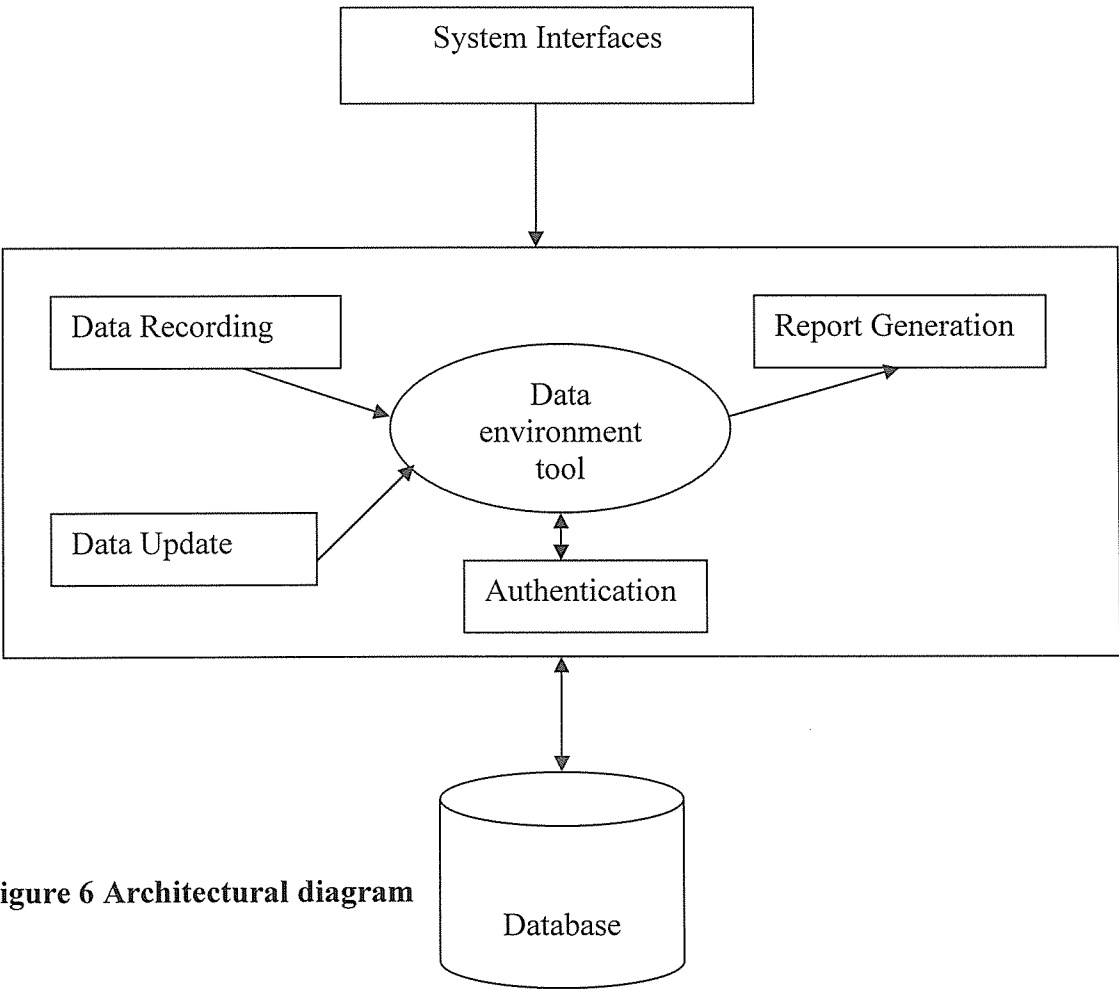 System Interfaces
Data Recording
Report Generation
Data
environment
tool
Data Update
Authentication
igure 6 Architectural diagram
Database